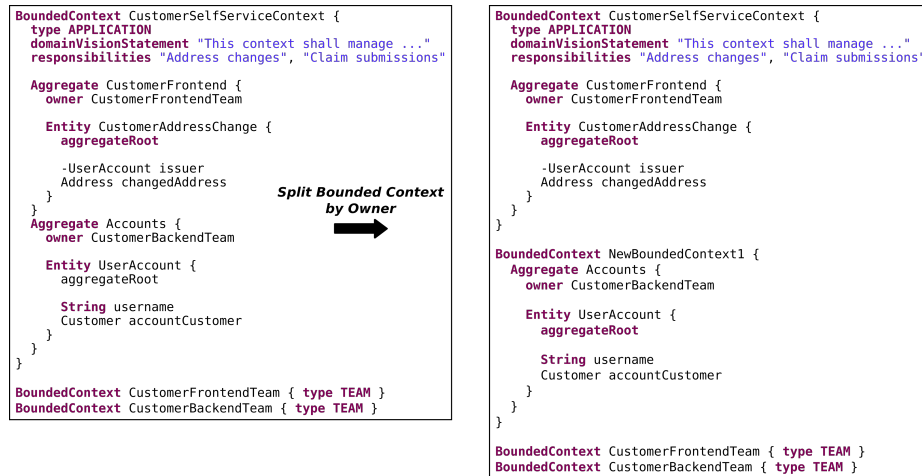 BoundedContext CustomerSelfServiceContext {
type APPLICATION
domainVisionStatement "This context shall manage ..."
responsibilities "Address changes", "Claim submissions"
Aggregate CustomerFrontend {
owner CustomerFrontendTeam
Entity CustomerAddressChange {
aggregateRoot
-UserAccount issuer
Address changedAddress
}
}
Aggregate Accounts {
owner CustomerBackendTeam
Entity UserAccount {
aggregateRoot
String username
Customer accountCustomer
}
}
}
BoundedContext CustomerFrontendTeam { type TEAM }
BoundedContext CustomerBackendTeam { type TEAM }
Split Bounded Context
by Owner
BoundedContext CustomerSelfServiceContext {
type APPLICATION
domainVisionStatement "This context shall manage ..."
responsibilities "Address changes", "Claim submissions"
Aggregate CustomerFrontend {
owner CustomerFrontendTeam
Entity CustomerAddressChange {
aggregateRoot
-UserAccount issuer
Address changedAddress
}
}
}
BoundedContext NewBoundedContext1 {
Aggregate Accounts {
owner CustomerBackendTeam
Entity UserAccount {
aggregateRoot
String username
Customer accountCustomer
}
}
}
BoundedContext CustomerFrontendTeam { type TEAM }
BoundedContext CustomerBackendTeam { type TEAM }